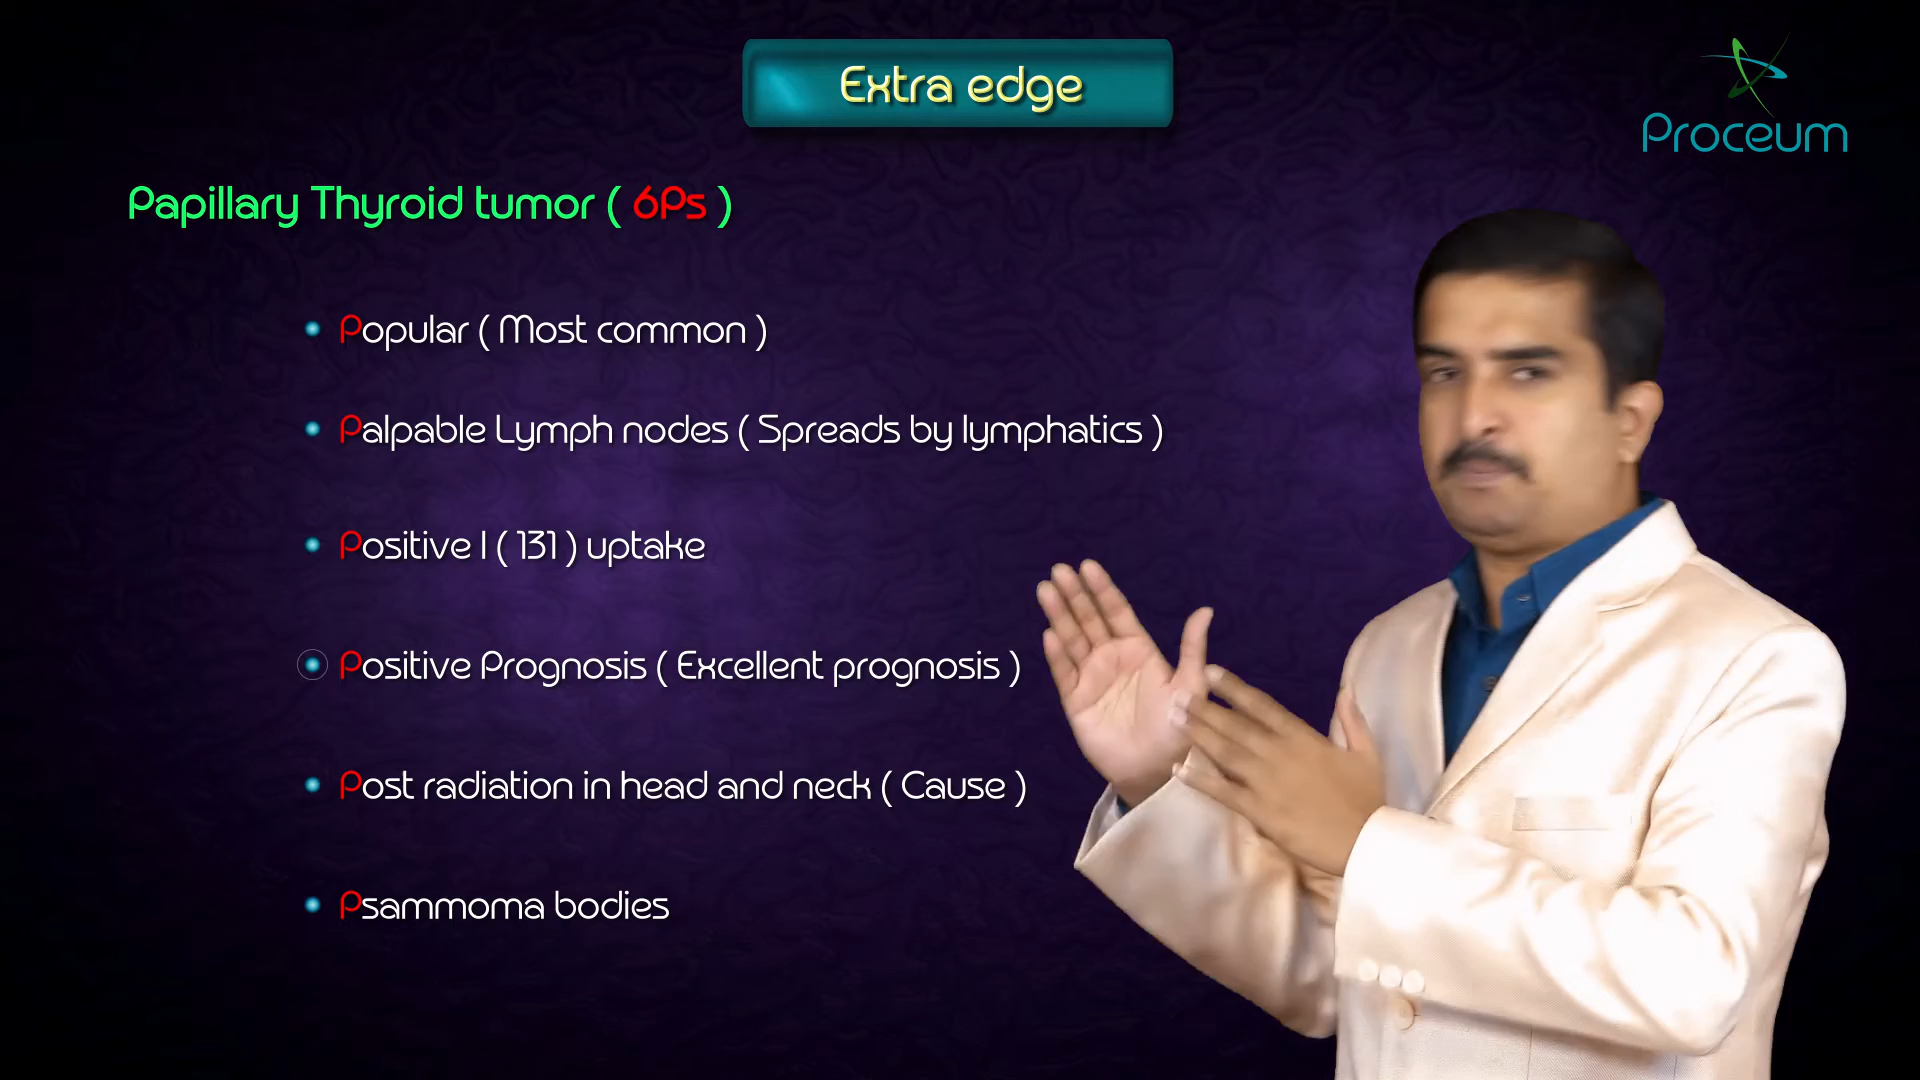 Extra edge
Proceum
Papillary Thyroid tumor ( 6Ps )
Popular ( Most common )
Palpable Lymph nodes ( Spreads by lymphatics )
Positive I ( 131 ) uptake
Positive Prognosis ( Excellent prognosis )
Post radiation in head and neck ( Cause )
Psammoma bodies